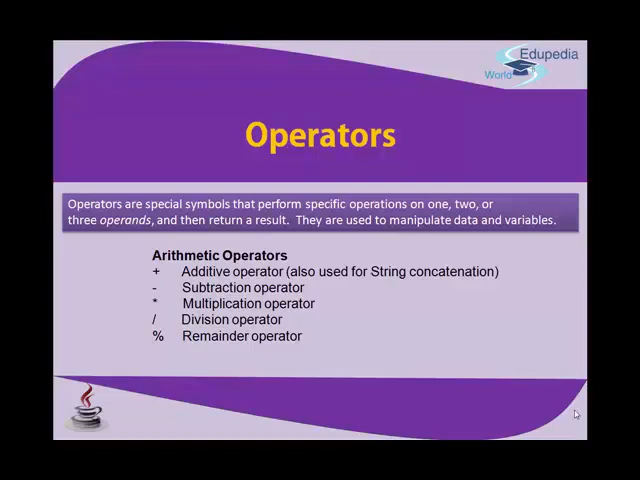 Edupedia
World
Operators
Operators are special symbols that perform specific operations on one, two, or
three operands, and then return a result. They are used to manipulate data and variables.
Arithmetic Operators
+ Additive operator (also used for String concatenation)
- Subtraction operator
* Multiplication operator
/ Division operator
% Remainder operator